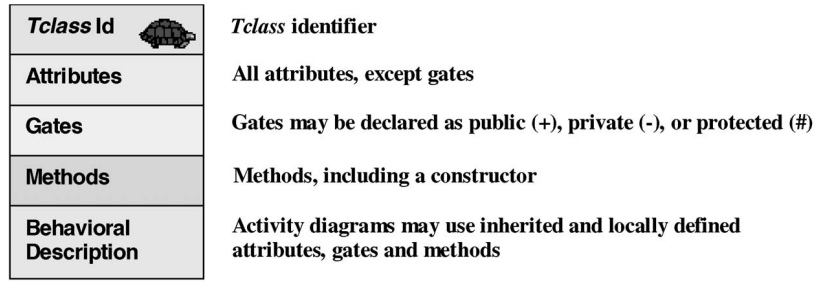 Tclass Id
Tclass identifier
Attributes
All attributes, except gates
Gates
Gates may be declared as public (+), private (-), or protected (#)
Methods
Methods, including a constructor
Behavioral
Description
Activity diagrams may use inherited and locally defined
attributes, gates and methods